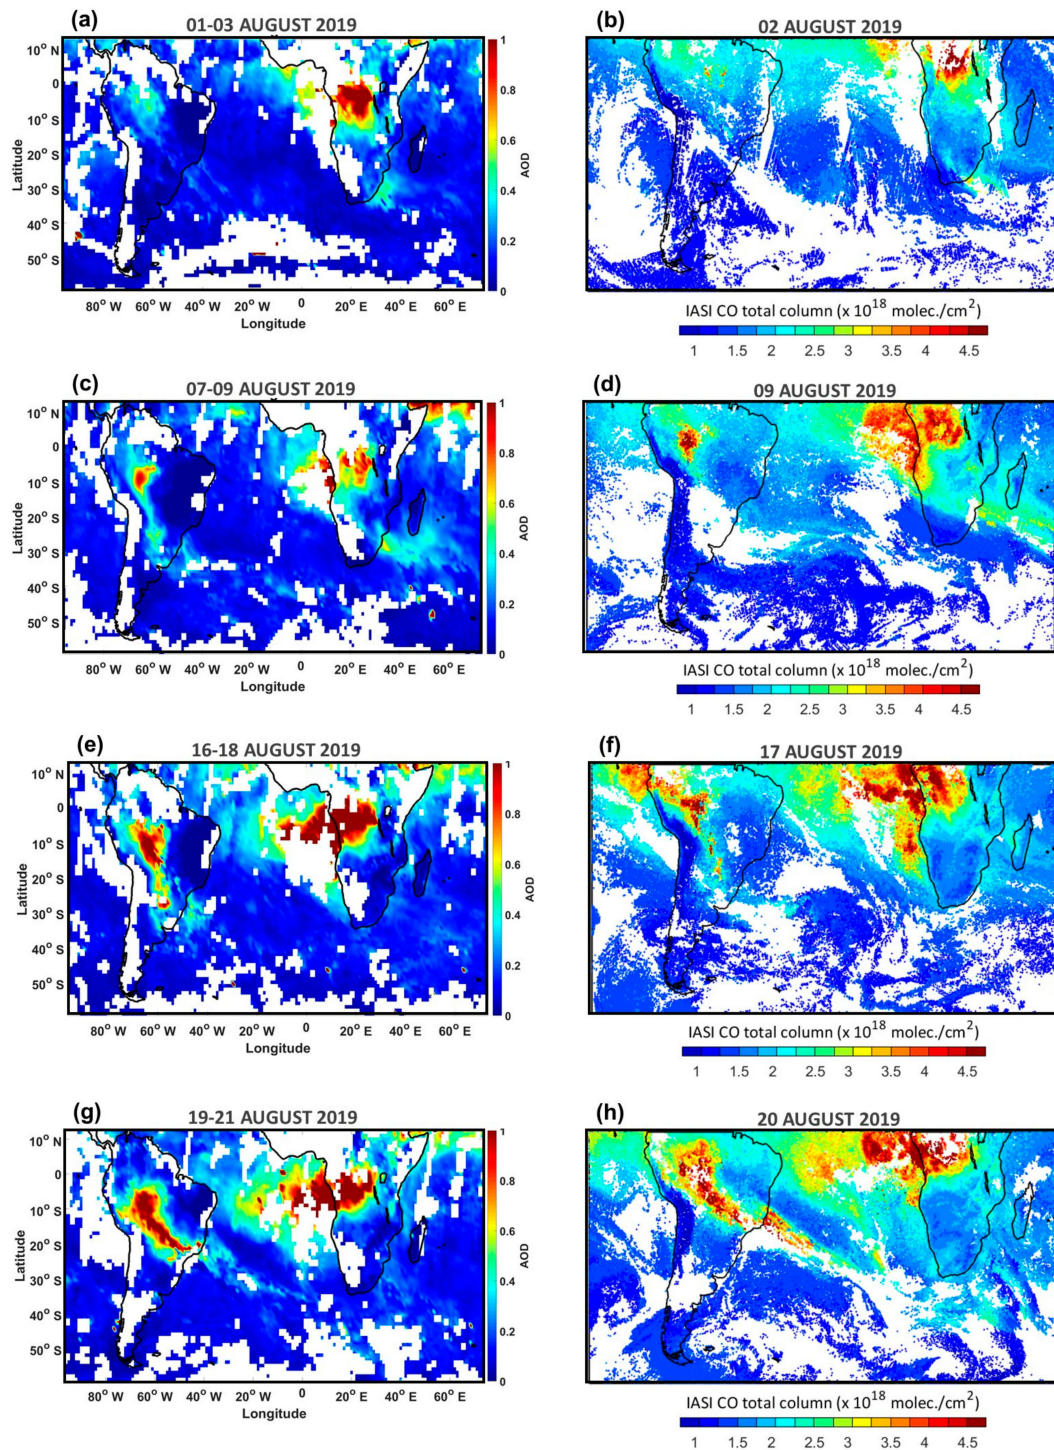 (a)
01-03 AUGUST 2019
10° N
0
10° S
20° S
30° S
40° S
50° S
Latitude
80° W 60° W 40° W 20° W 0 20° E 40° E 60° E
Longitude
1
0.8
0.6
0.4
0.2
0
AOD
(b)
02 AUGUST 2019
IASI CO total column (x 10^18 molec./cm^2)
1 1.5 2 2.5 3 3.5 4 4.5
(c)
07-09 AUGUST 2019
10° N
0
10° S
20° S
30° S
40° S
50° S
Latitude
80° W 60° W 40° W 20° W 0 20° E 40° E 60° E
Longitude
1
0.8
0.6
0.4
0.2
0
AOD
(d)
09 AUGUST 2019
IASI CO total column (x 10^18 molec./cm^2)
1 1.5 2 2.5 3 3.5 4 4.5
(e)
16-18 AUGUST 2019
10° N
0
10° S
20° S
30° S
40° S
50° S
Latitude
80° W 60° W 40° W 20° W 0 20° E 40° E 60° E
Longitude
1
0.8
0.6
0.4
0.2
0
AOD
(f)
17 AUGUST 2019
IASI CO total column (x 10^18 molec./cm^2)
1 1.5 2 2.5 3 3.5 4 4.5
(g)
19-21 AUGUST 2019
10° N
0
10° S
20° S
30° S
40° S
50° S
Latitude
80° W 60° W 40° W 20° W 0 20° E 40° E 60° E
Longitude
1
0.8
0.6
0.4
0.2
0
AOD
(h)
20 AUGUST 2019
IASI CO total column (x 10^18 molec./cm^2)
1 1.5 2 2.5 3 3.5 4 4.5